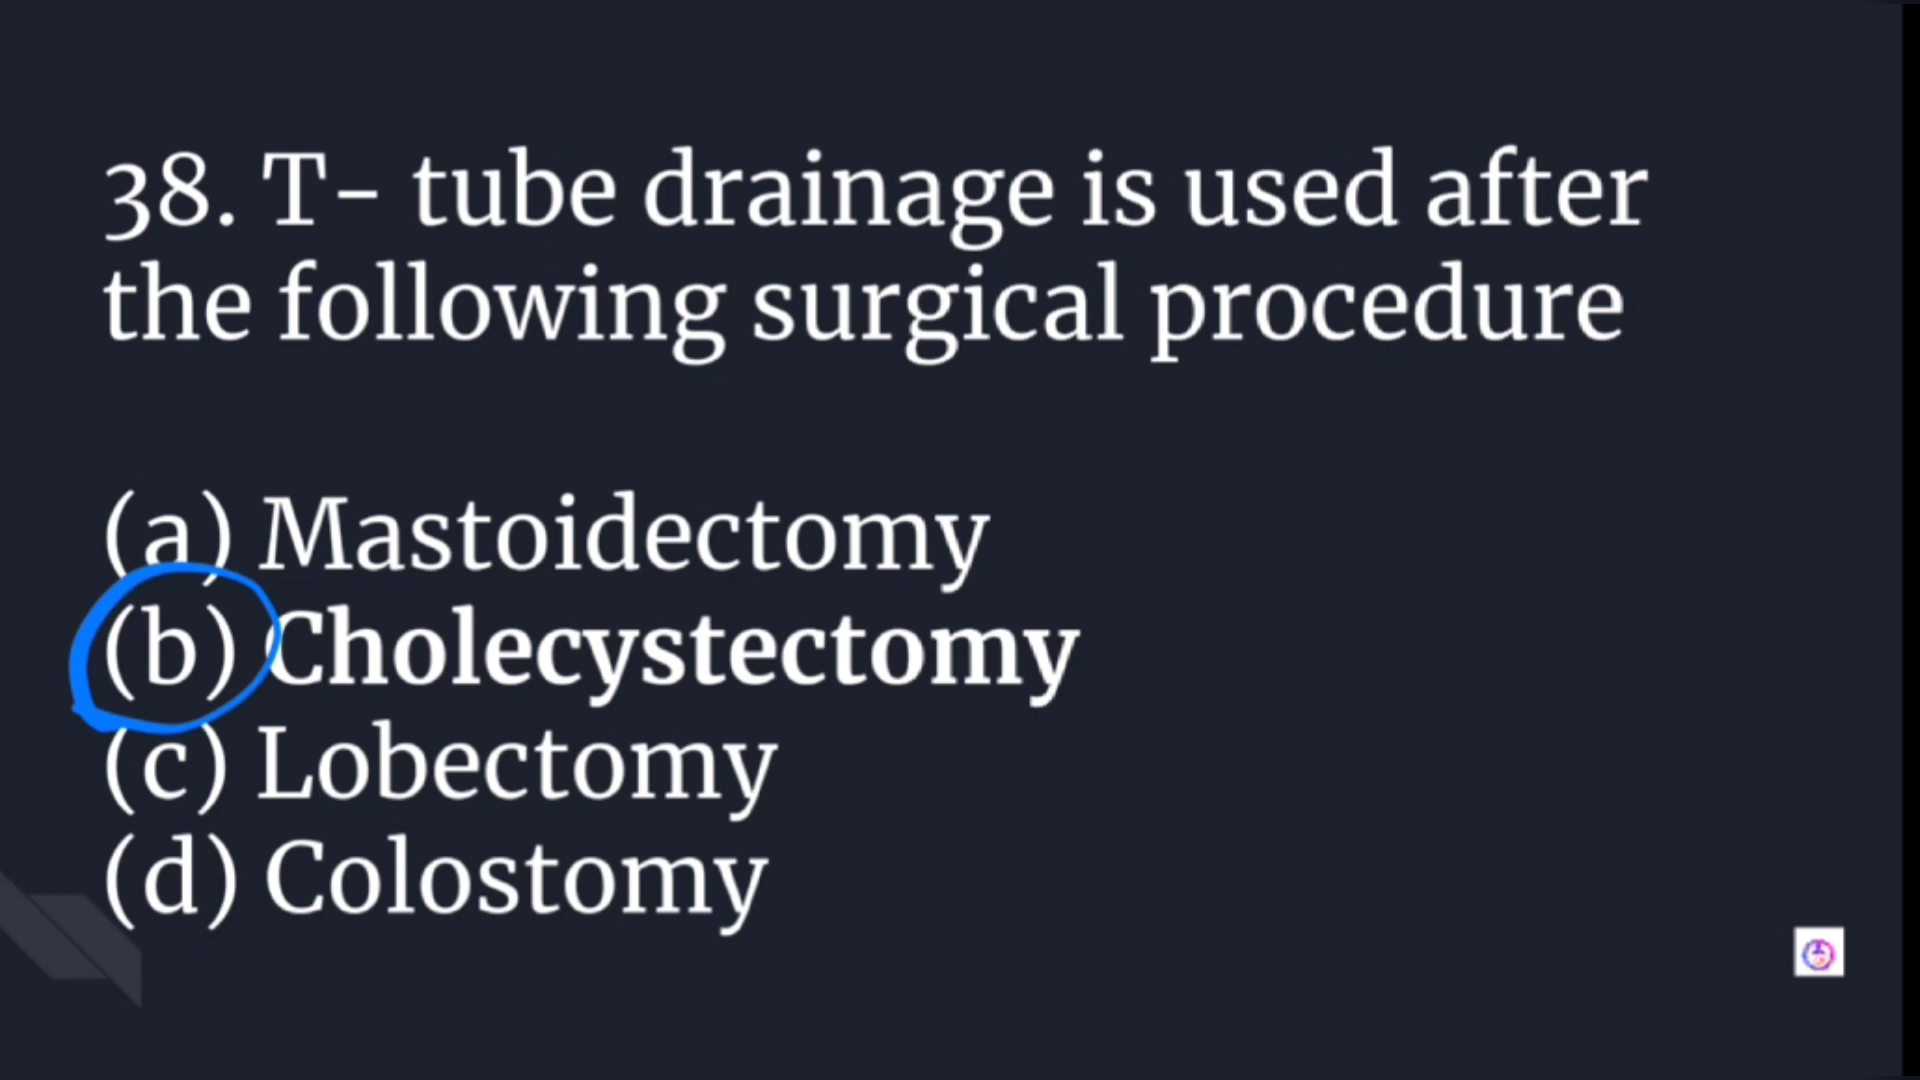 38. T- tube drainage is used after
the following surgical procedure
(a) Mastoidectomy
(b) Cholecystectomy
(c) Lobectomy
(d) Colostomy